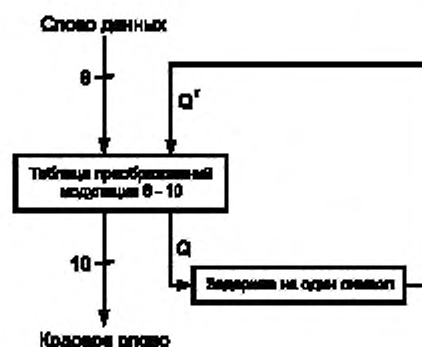 Слово данных
8
Q'
Таблица преобразований
модуляции 8 – 10
10
Q
Задержка на один символ
Кодовое слово